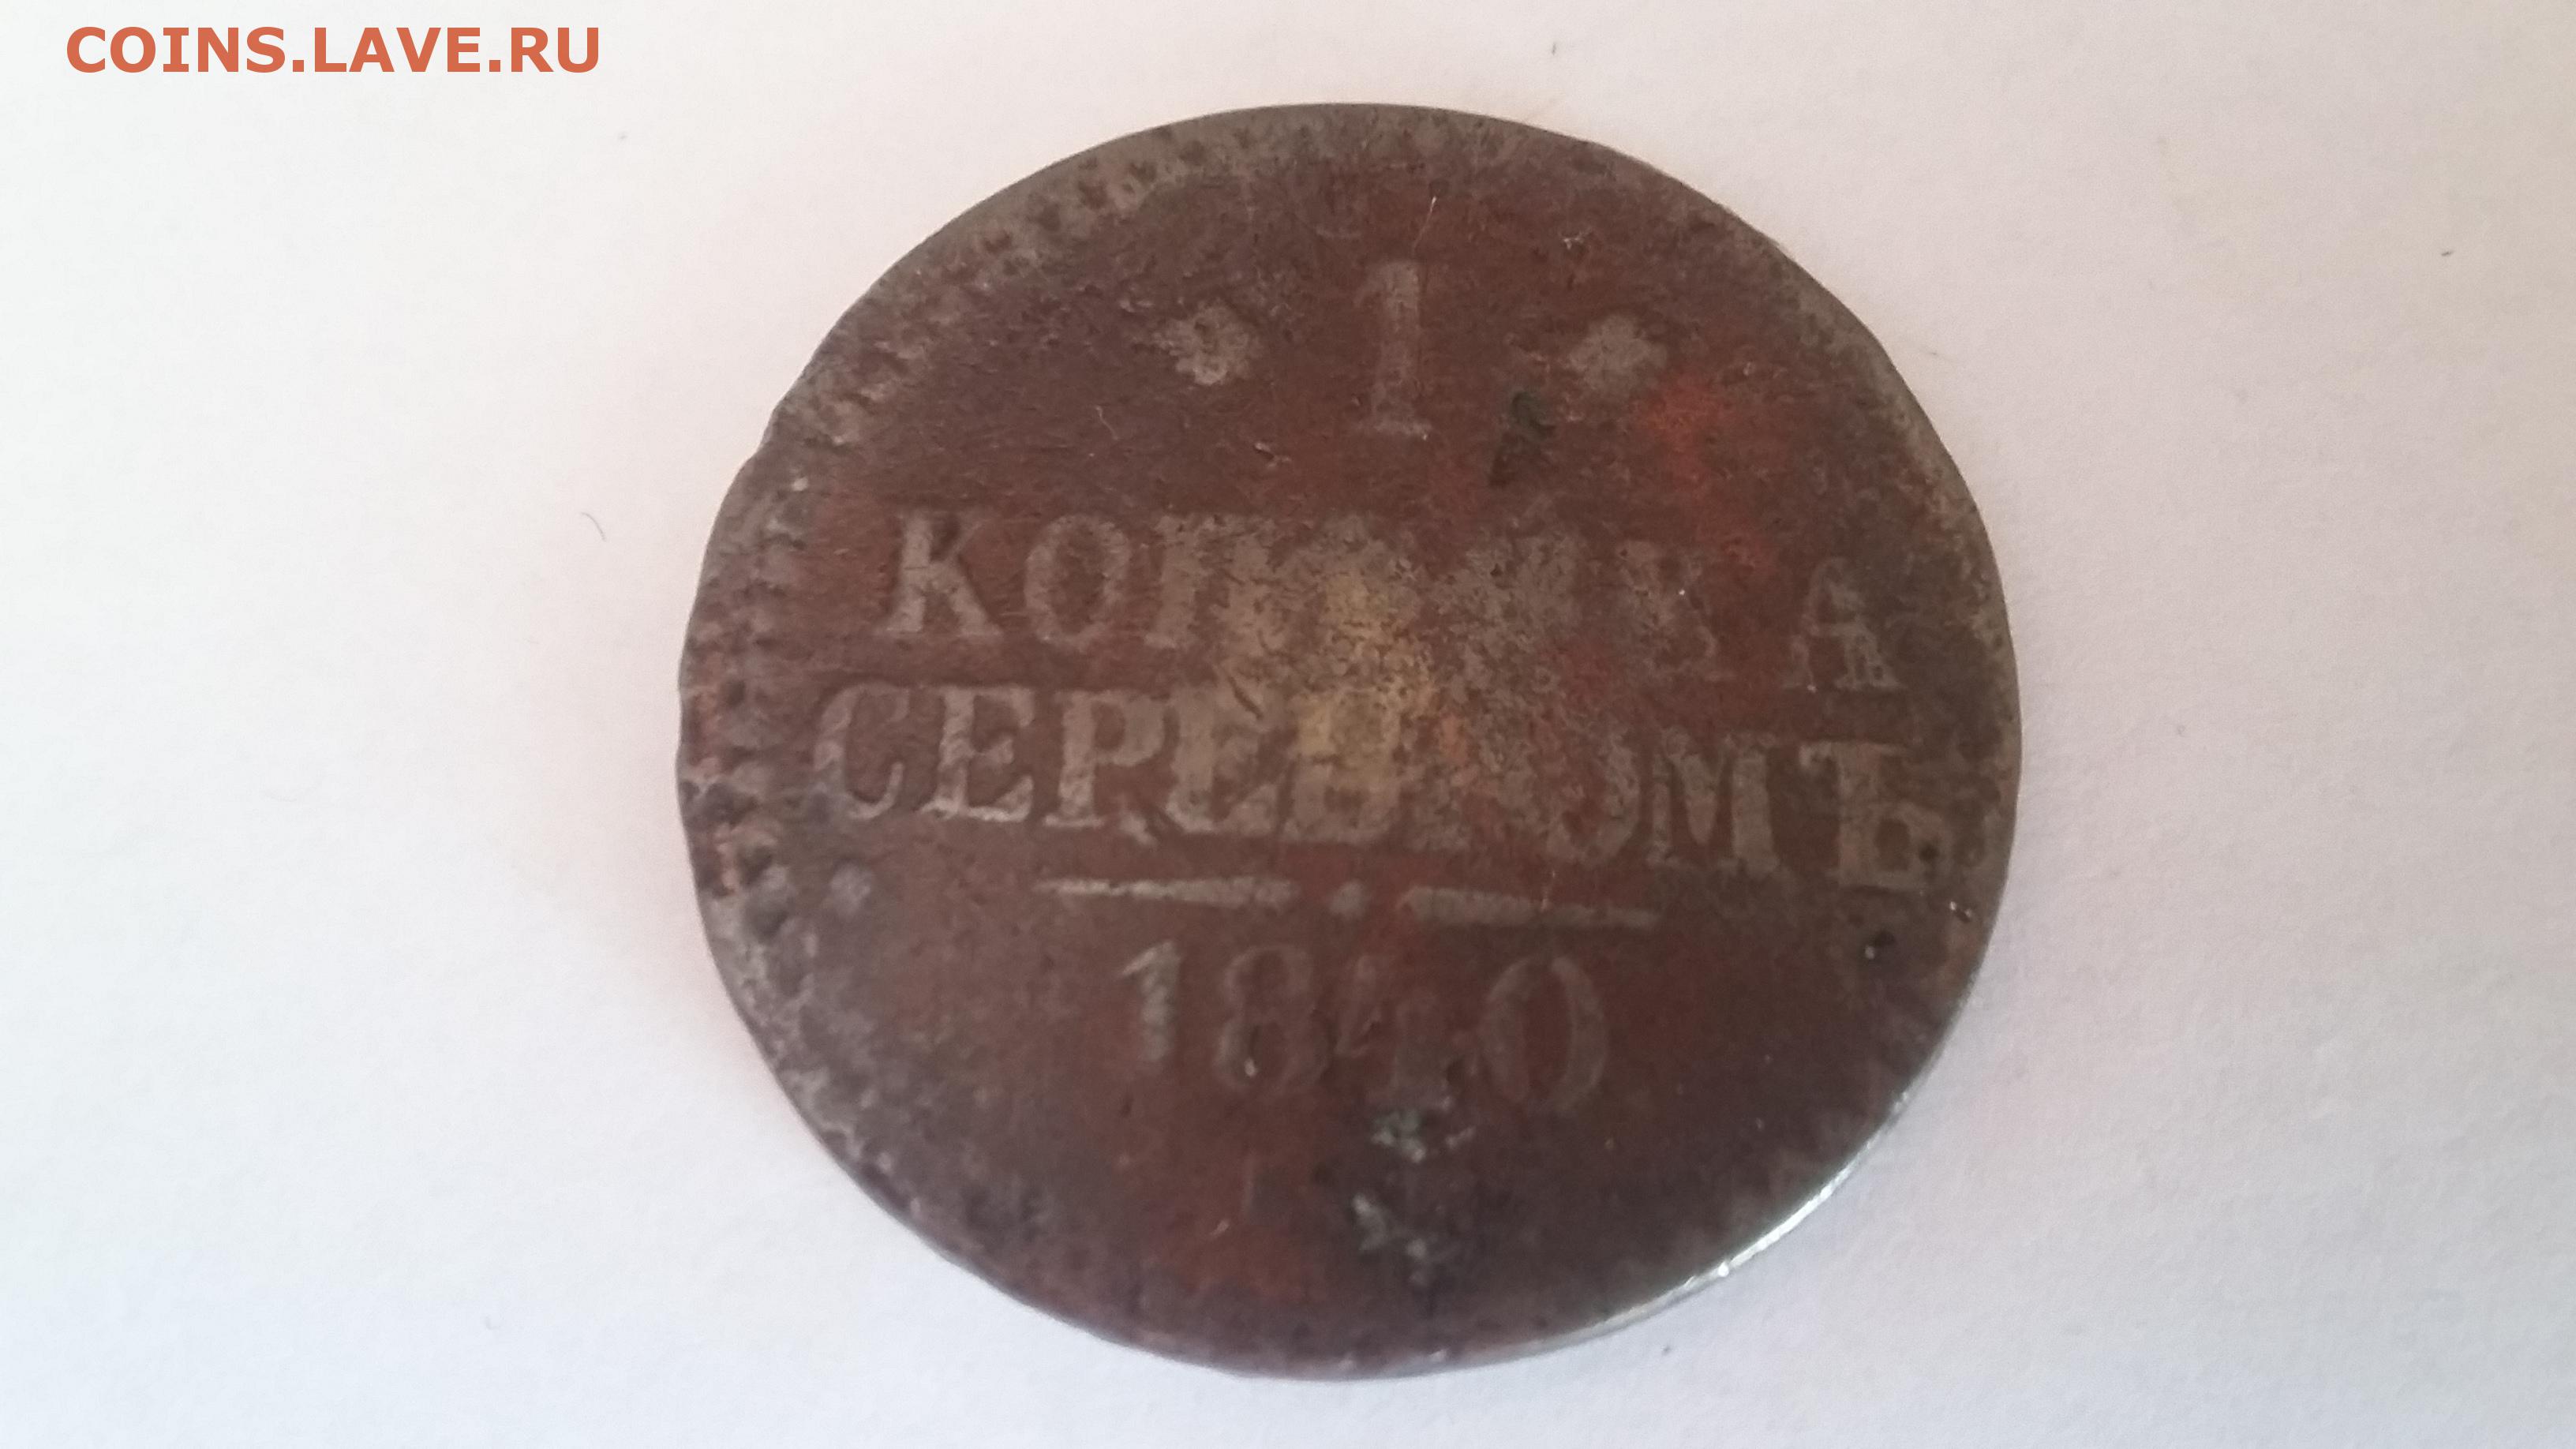 COINS.LAVE.RU
1
КОПѢЙКА
СЕРЕБРОМЪ
1840